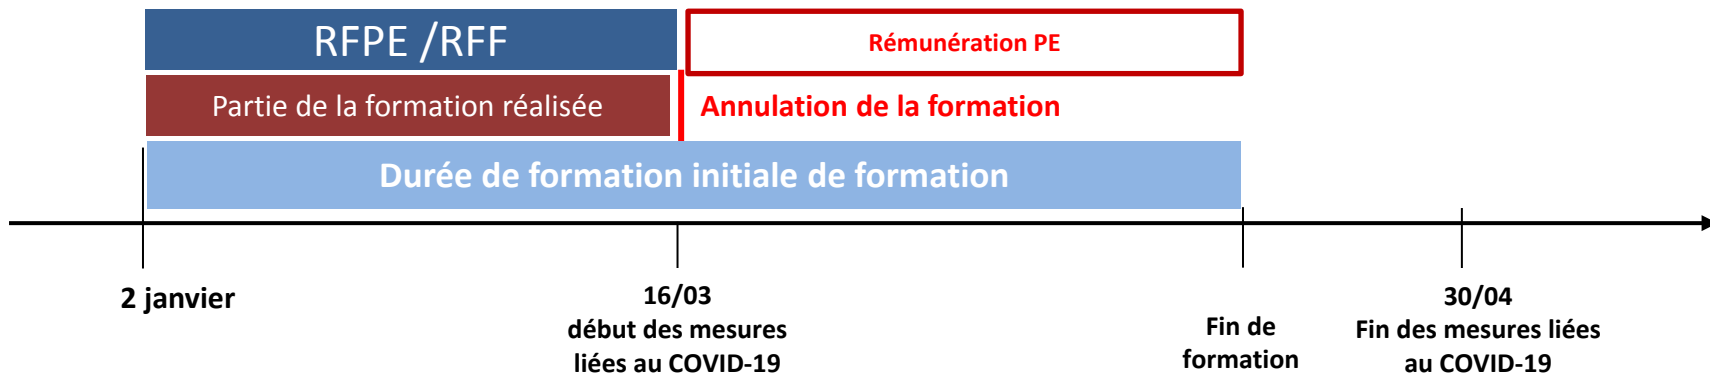 RFPE /RFF
Rémunération PE
Partie de la formation réalisée
Annulation de la formation
Durée de formation initiale de formation
2 janvier
16/03
début des mesures
liées au COVID-19
Fin de
formation
30/04
Fin des mesures liées
au COVID-19